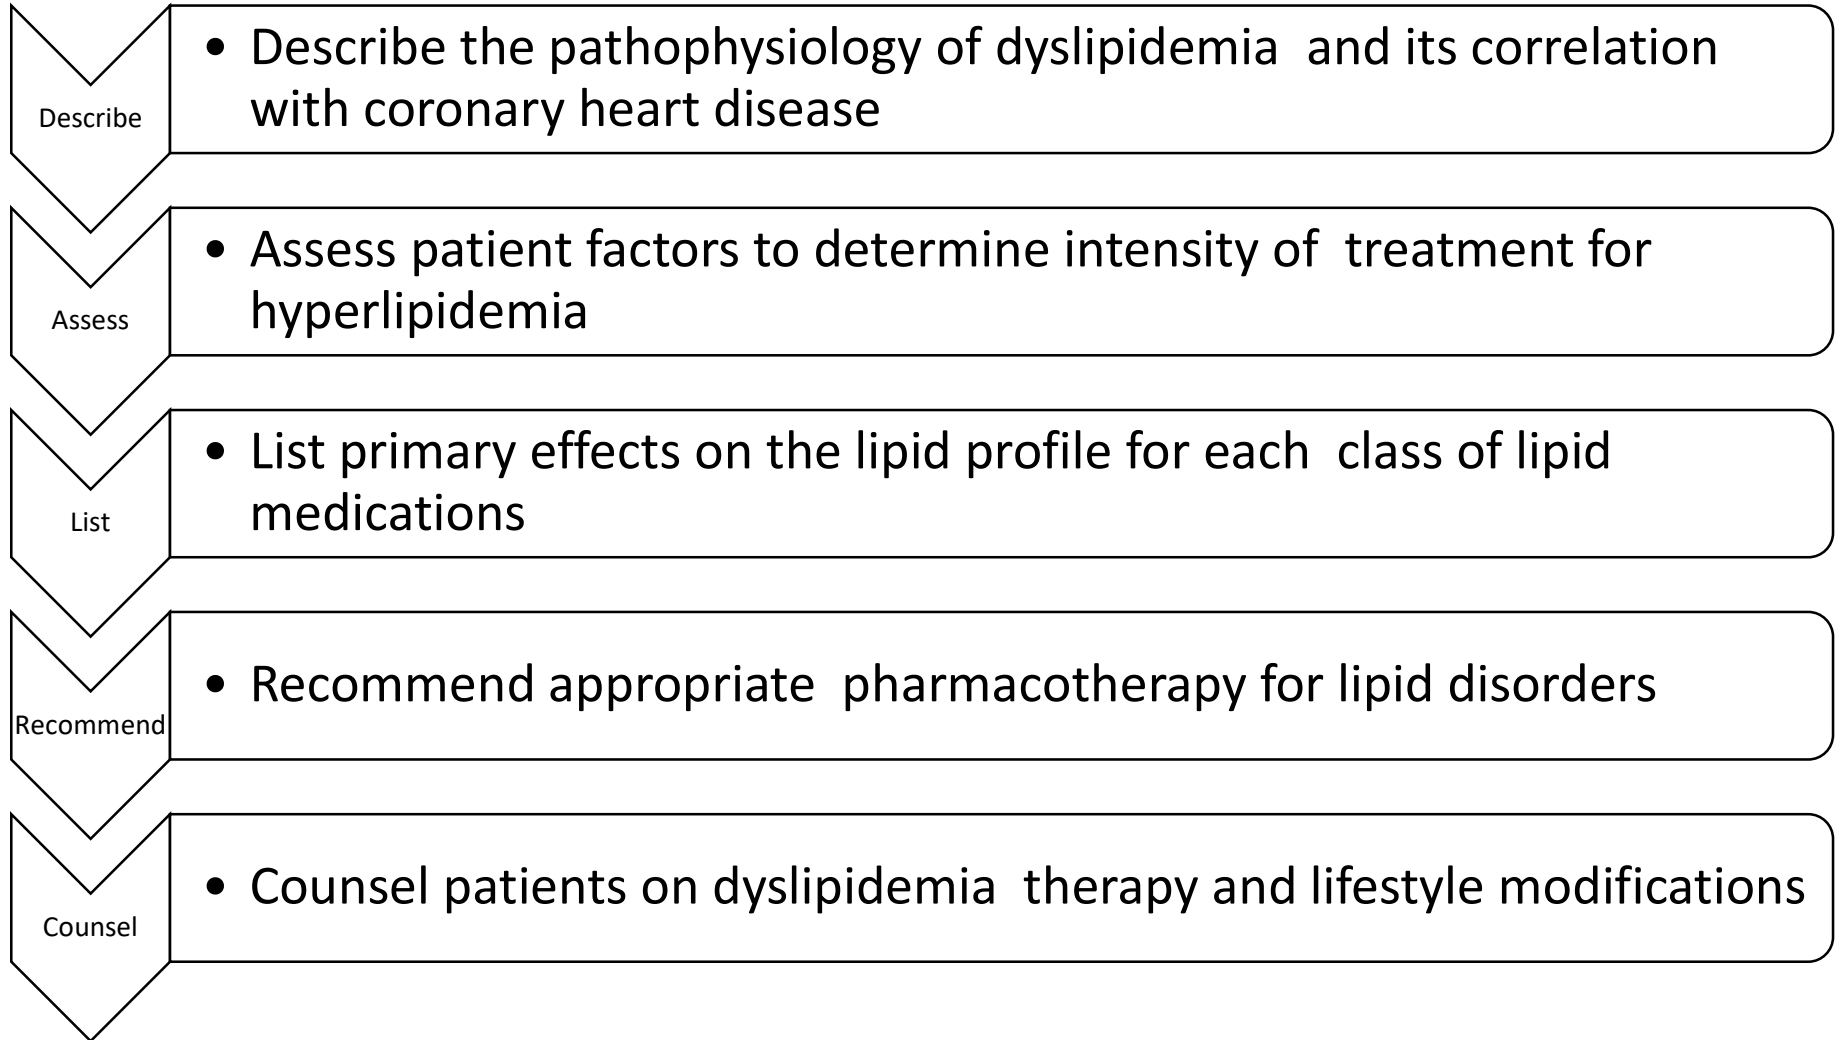 Describe
• Describe the pathophysiology of dyslipidemia  and its correlation
with coronary heart disease
Assess
• Assess patient factors to determine intensity of  treatment for
hyperlipidemia
List
• List primary effects on the lipid profile for each  class of lipid
medications
Recommend
• Recommend appropriate  pharmacotherapy for lipid disorders
Counsel
• Counsel patients on dyslipidemia  therapy and lifestyle modifications